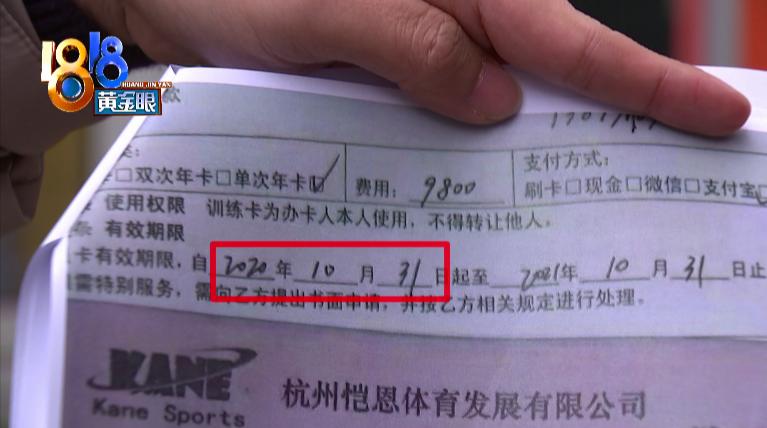 1818
HUANG JIN YAN
黄金眼
款
类:
□双次年卡□单次年卡☑
费用: 9800
支付方式:
刷卡□现金□微信□支付宝
使用权限 训练卡为办卡人本人使用,不得转让他人。
条 有效期限
卡有效期限,自 2020 年 10 月 31 日起至 2021 年 10 月 31 日止
需特别服务,需向乙方提出书面申请,并按乙方相关规定进行处理。
KANE
Kane Sports
杭州恺恩体育发展有限公司